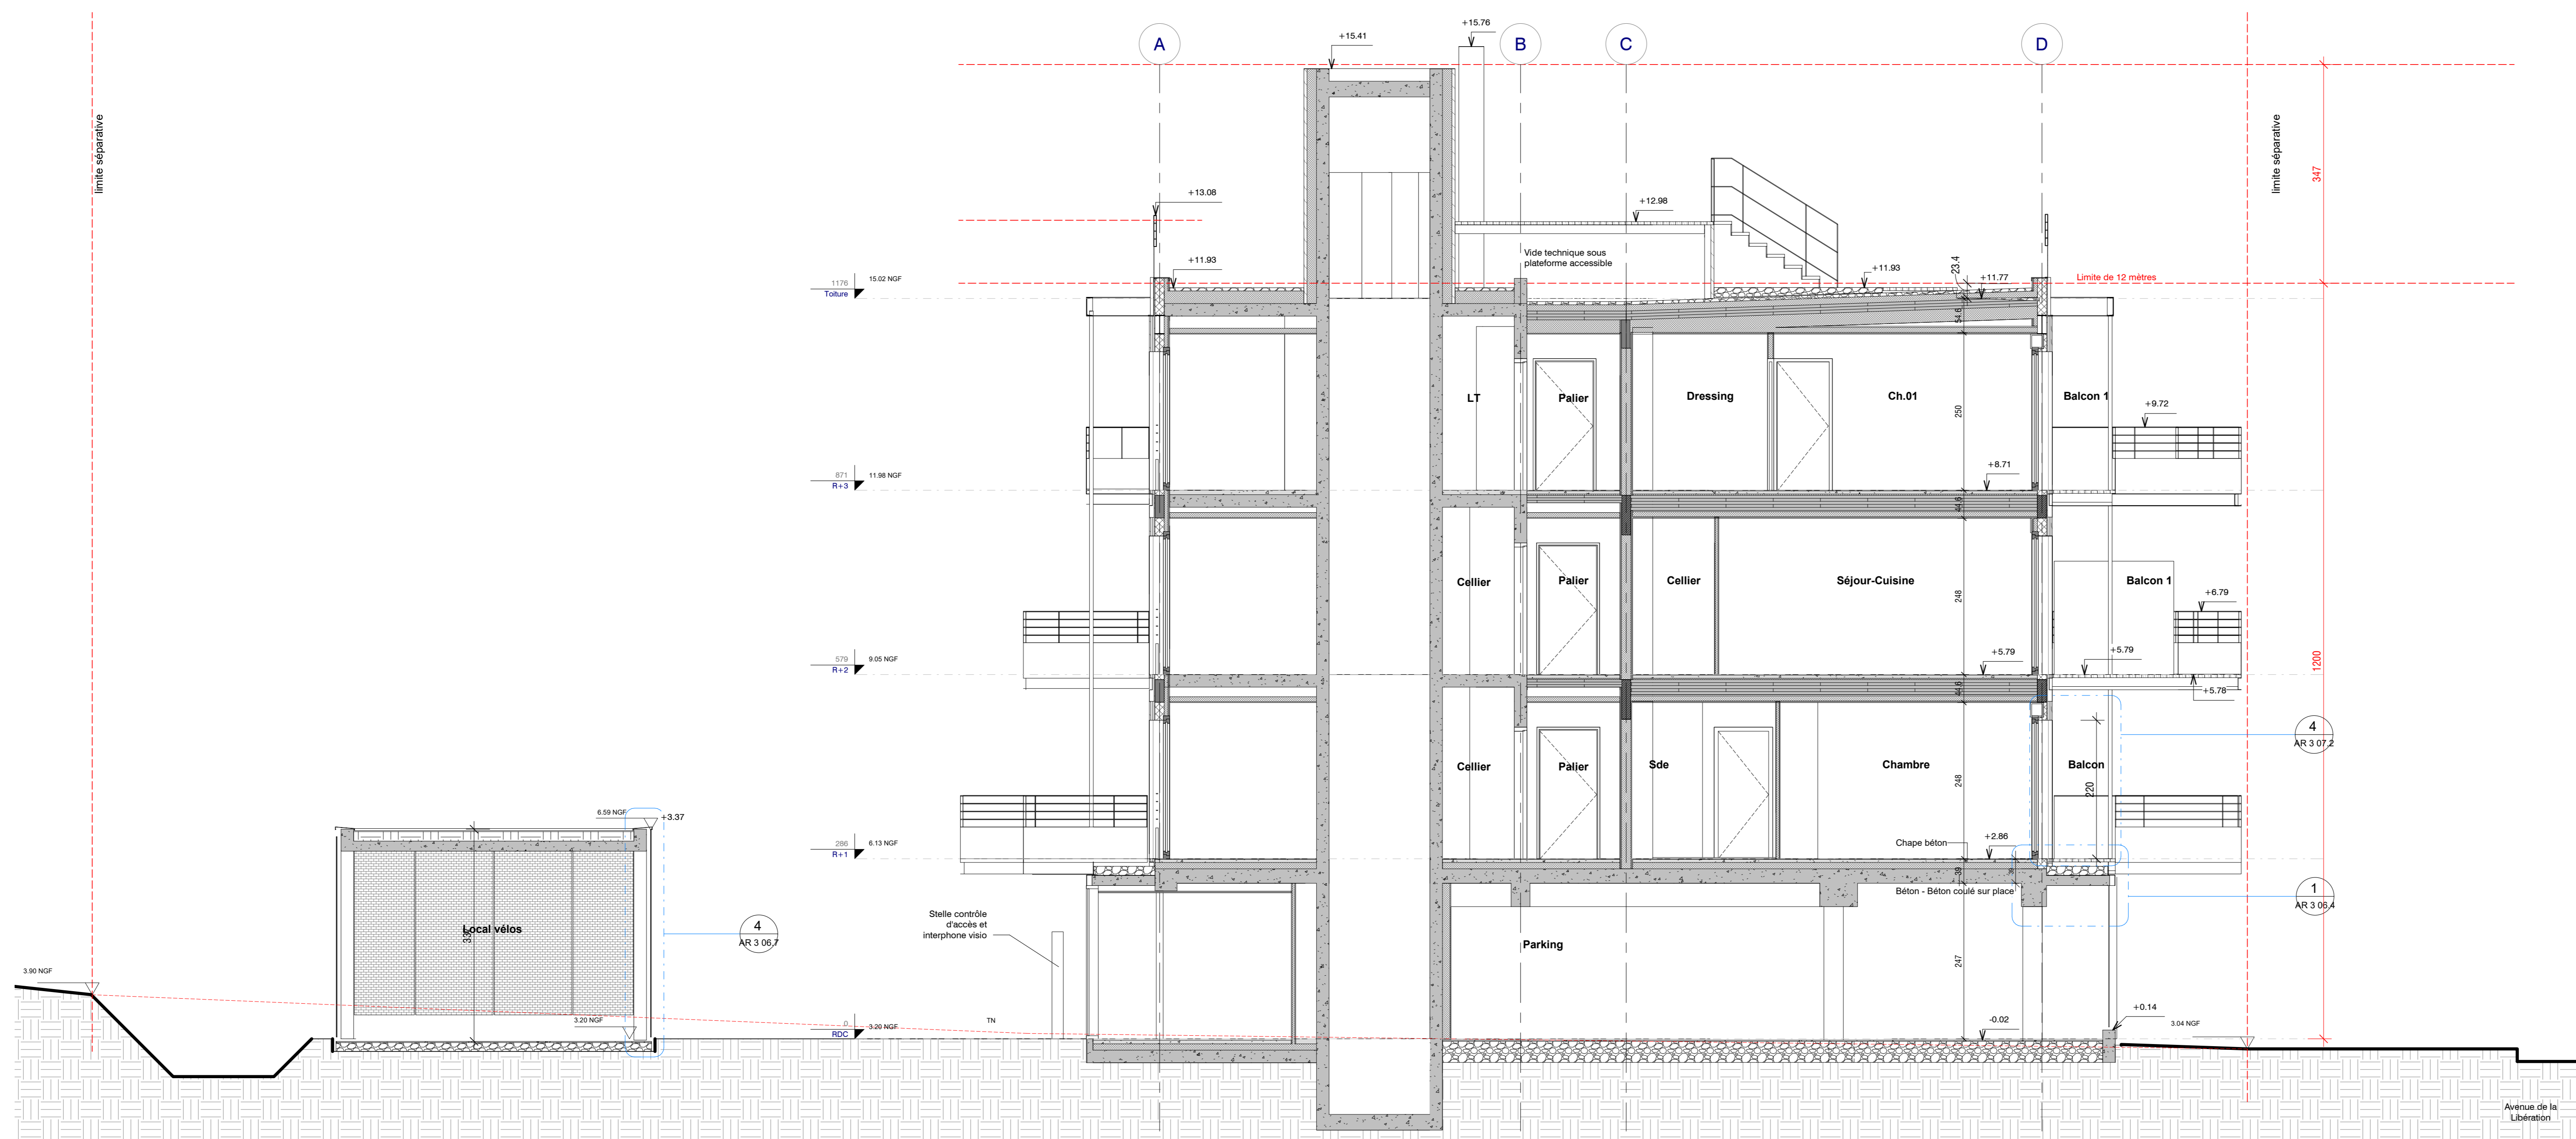 A
B
C
D
+15.41
+15.76
limite séparative
limite séparative
347
+13.08
+12.98
+11.93
Vide technique sous
plateforme accessible
+11.93
23.4
+11.77
Limite de 12 mètres
1176
Toiture
15.02 NGF
54.6
LT
Palier
Dressing
Ch.01
250
Balcon 1
+9.72
871
R+3
11.98 NGF
+8.71
44.6
Cellier
Palier
Cellier
Séjour-Cuisine
248
Balcon 1
+6.79
579
R+2
9.05 NGF
+5.79
+5.79
+5.78
1200
44.6
4
AR 3 07.2
Cellier
Palier
Sde
Chambre
248
Balcon
220
6.59 NGF
+3.37
286
R+1
6.13 NGF
Chape béton
+2.86
39
Béton - Béton coulé sur place
1
AR 3 06.4
Local vélos
4
AR 3 06.7
Stelle contrôle
d'accès et
interphone visio
Parking
247
3.90 NGF
3.20 NGF
0
RDC
3.20 NGF
TN
-0.02
+0.14
3.04 NGF
Avenue de la
Libération